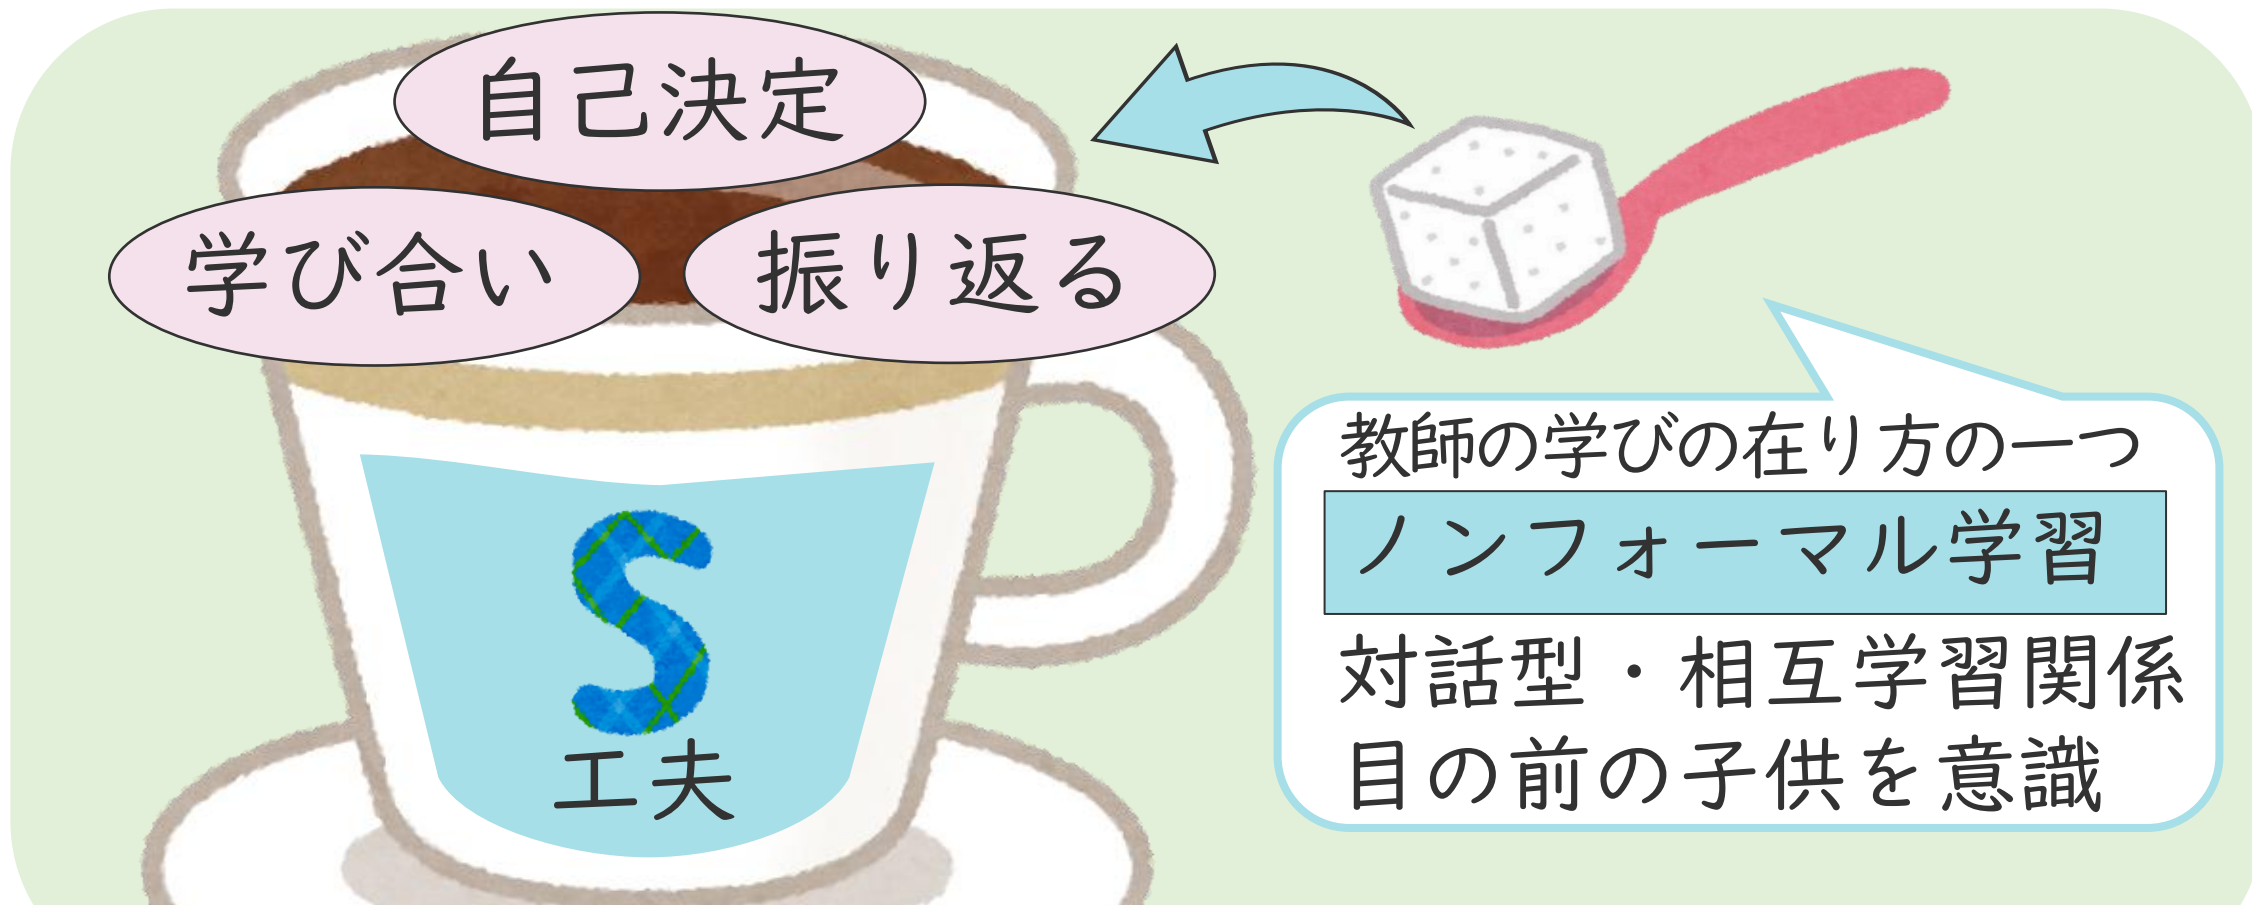 自己決定
学び合い
振り返る
S
工夫
教師の学びの在り方の一つ
ノンフォーマル学習
対話型・相互学習関係
目の前の子供を意識